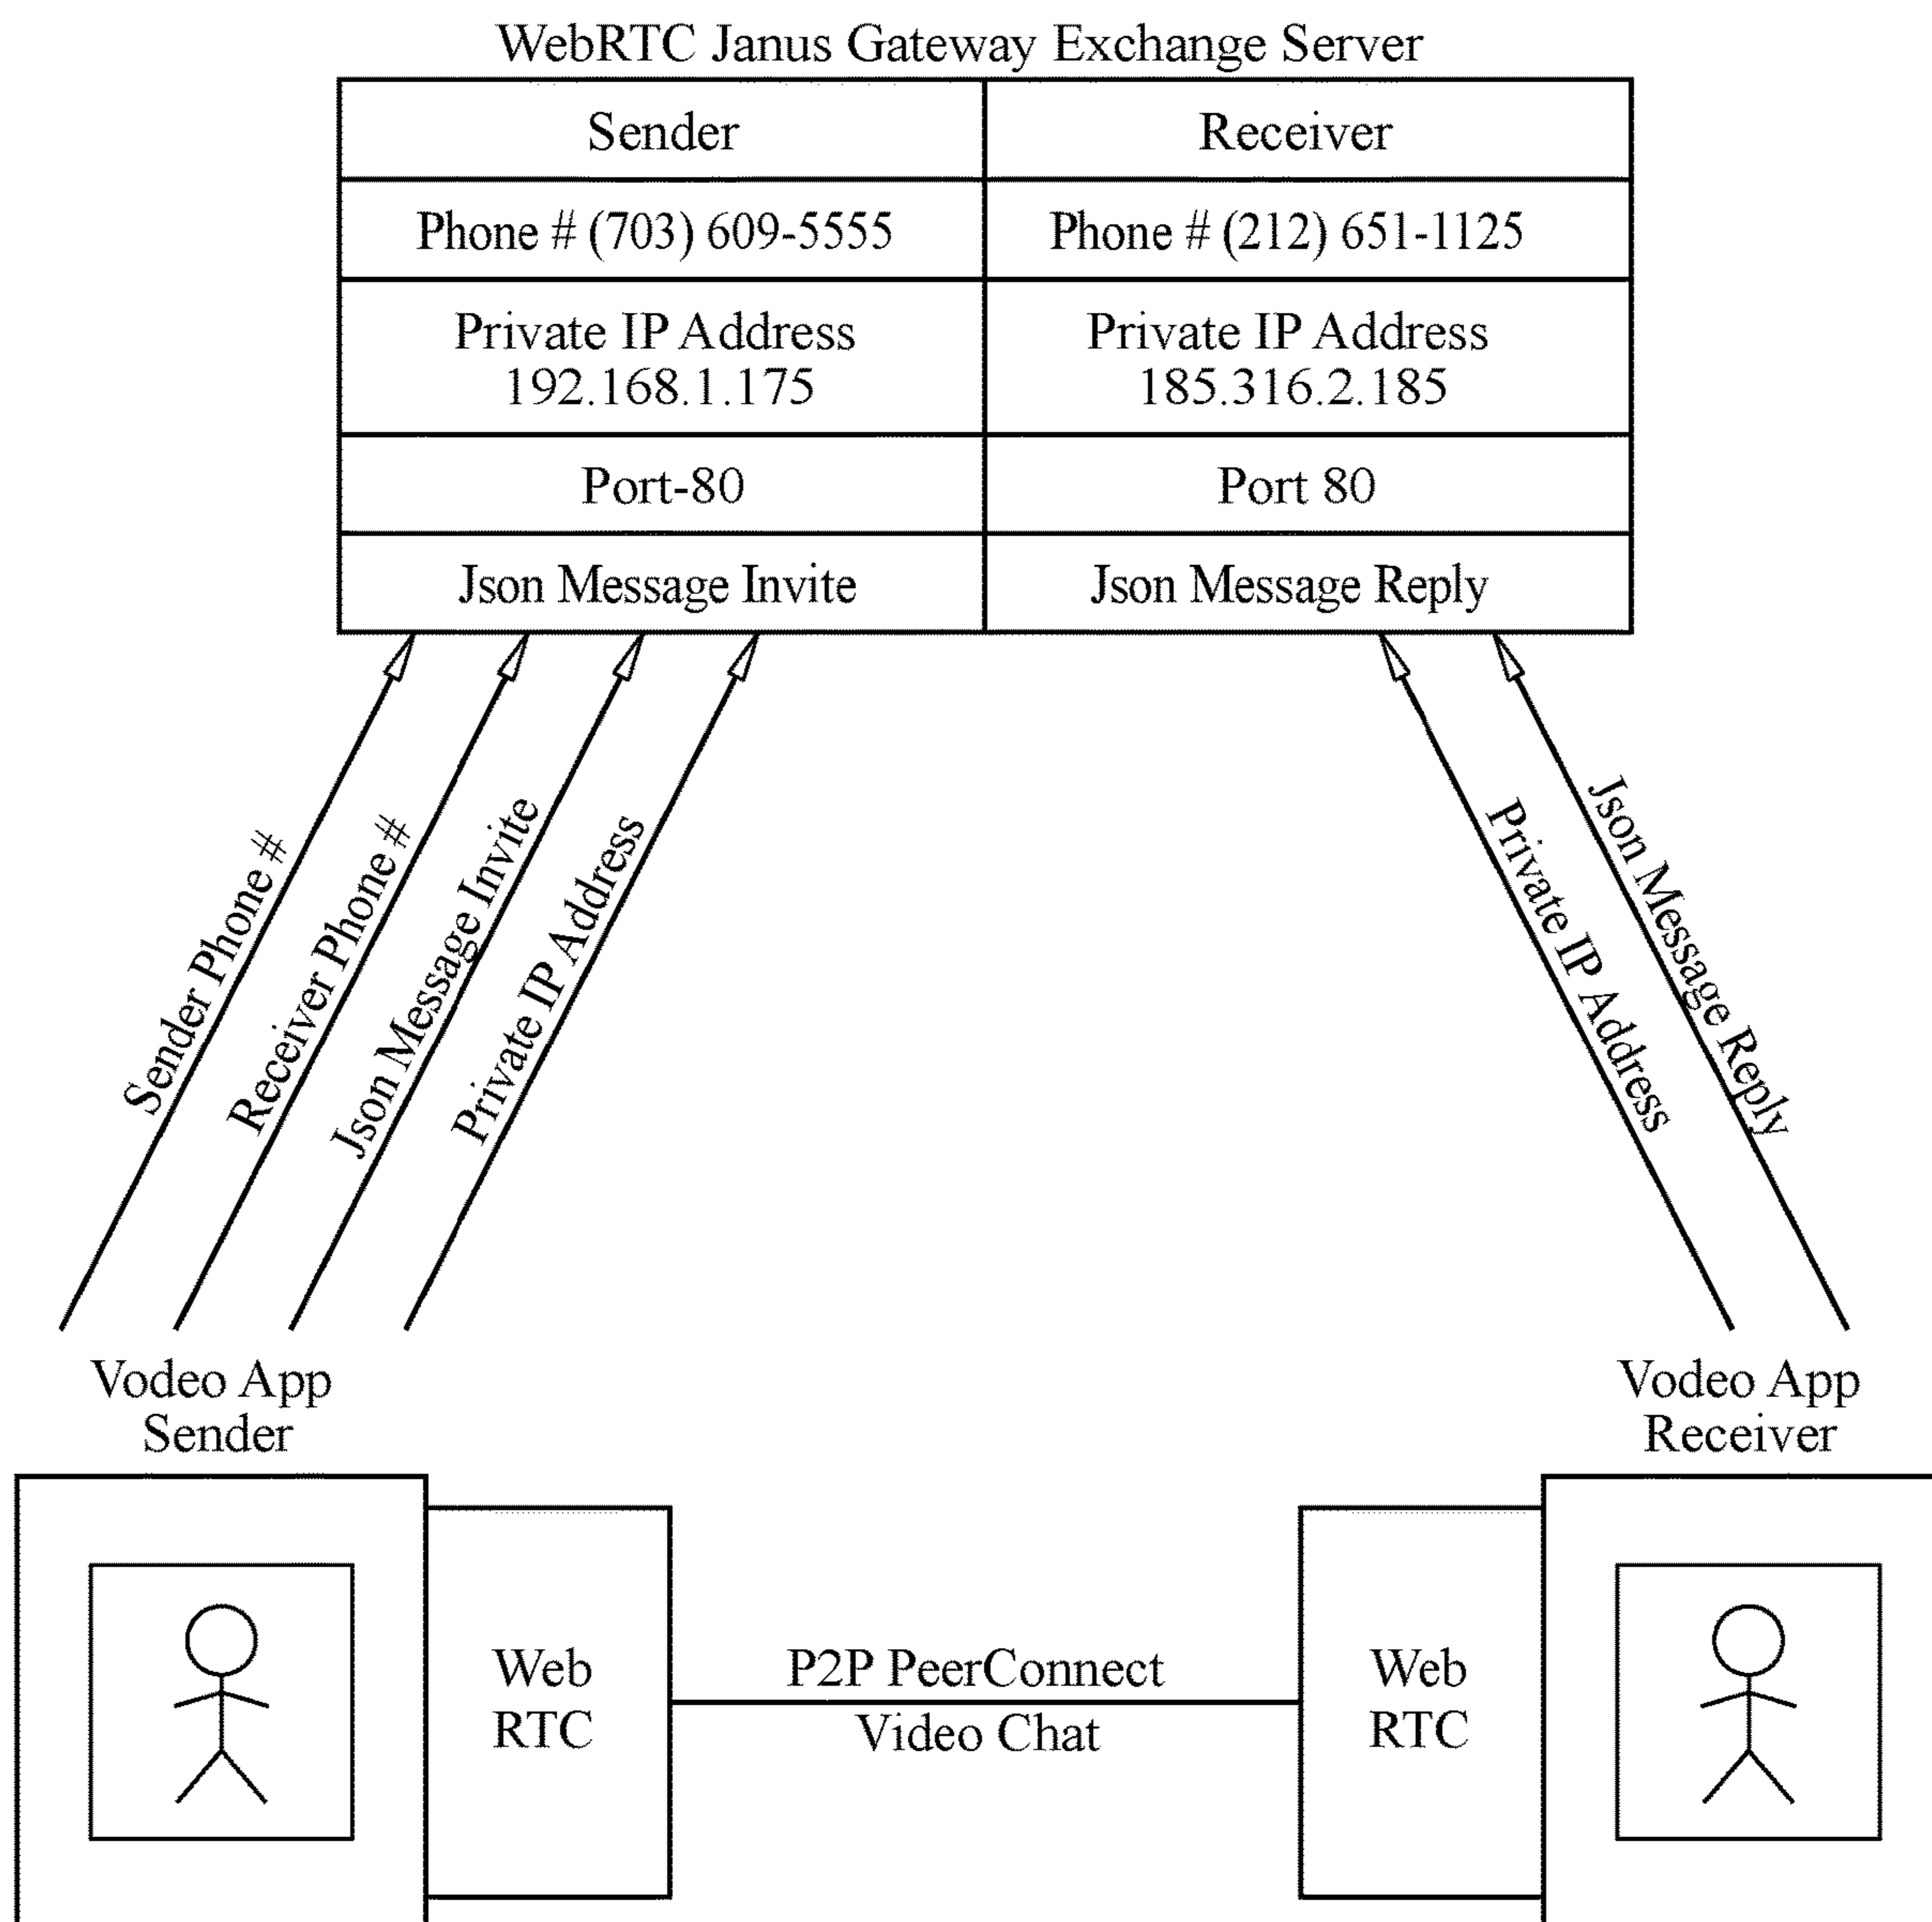 WebRTC Janus Gateway Exchange Server
Sender
Receiver
Phone # (703) 609-5555
Phone # (212) 651-1125
Private IP Address
192.168.1.175
Private IP Address
185.316.2.185
Port-80
Port 80
Json Message Invite
Json Message Reply
Sender Phone #
Receiver Phone #
Json Message Invite
Private IP Address
Private IP Address
Json Message Reply
Vodeo App
Sender
Vodeo App
Receiver
Web
RTC
P2P PeerConnect
Video Chat
Web
RTC